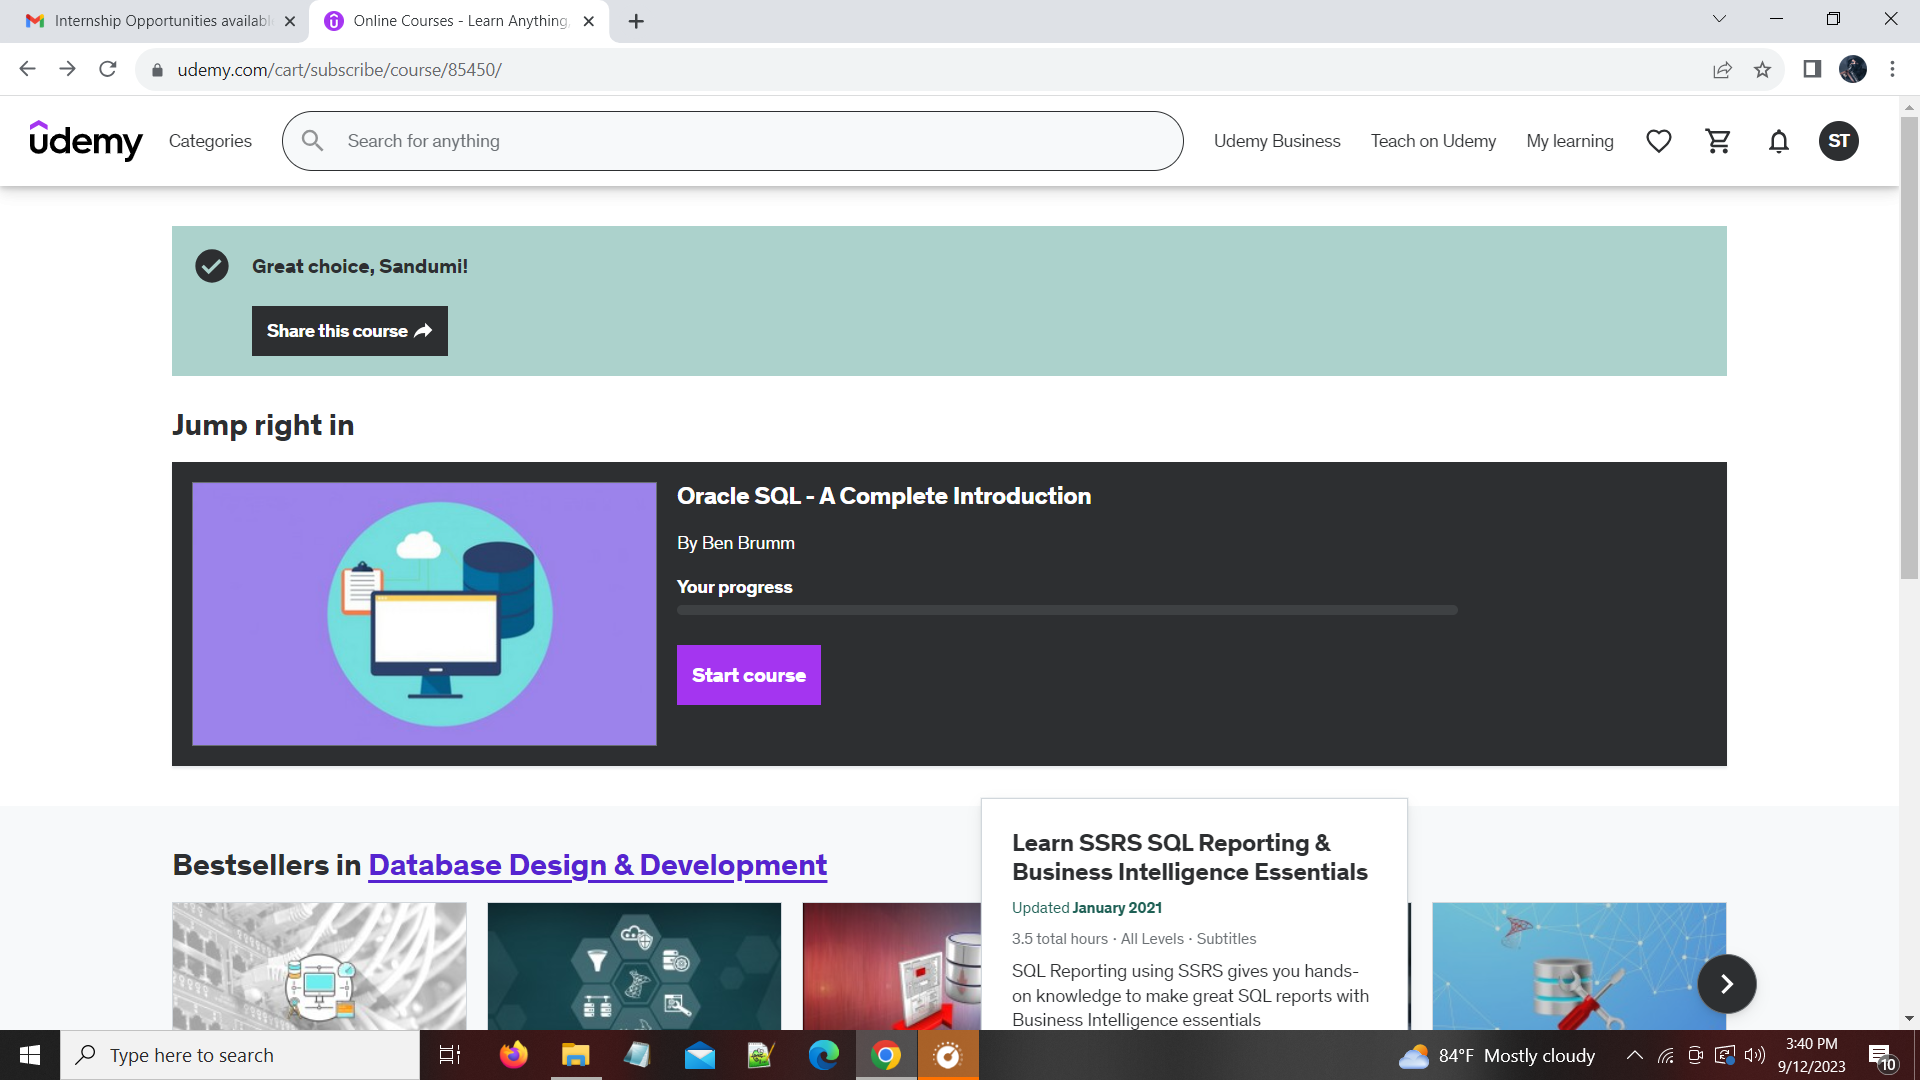 Internship Opportunities availabl
Online Courses - Learn Anything,
udemy.com/cart/subscribe/course/85450/
udemy
Categories
Search for anything
Udemy Business
Teach on Udemy
My learning
ST
Great choice, Sandumi!
Share this course
Jump right in
Oracle SQL - A Complete Introduction
By Ben Brumm
Your progress
Start course
Bestsellers in Database Design & Development
Learn SSRS SQL Reporting &
Business Intelligence Essentials
Updated January 2021
3.5 total hours · All Levels · Subtitles
SQL Reporting using SSRS gives you hands-
on knowledge to make great SQL reports with
Business Intelligence essentials
Type here to search
84°F Mostly cloudy
3:40 PM
9/12/2023
10